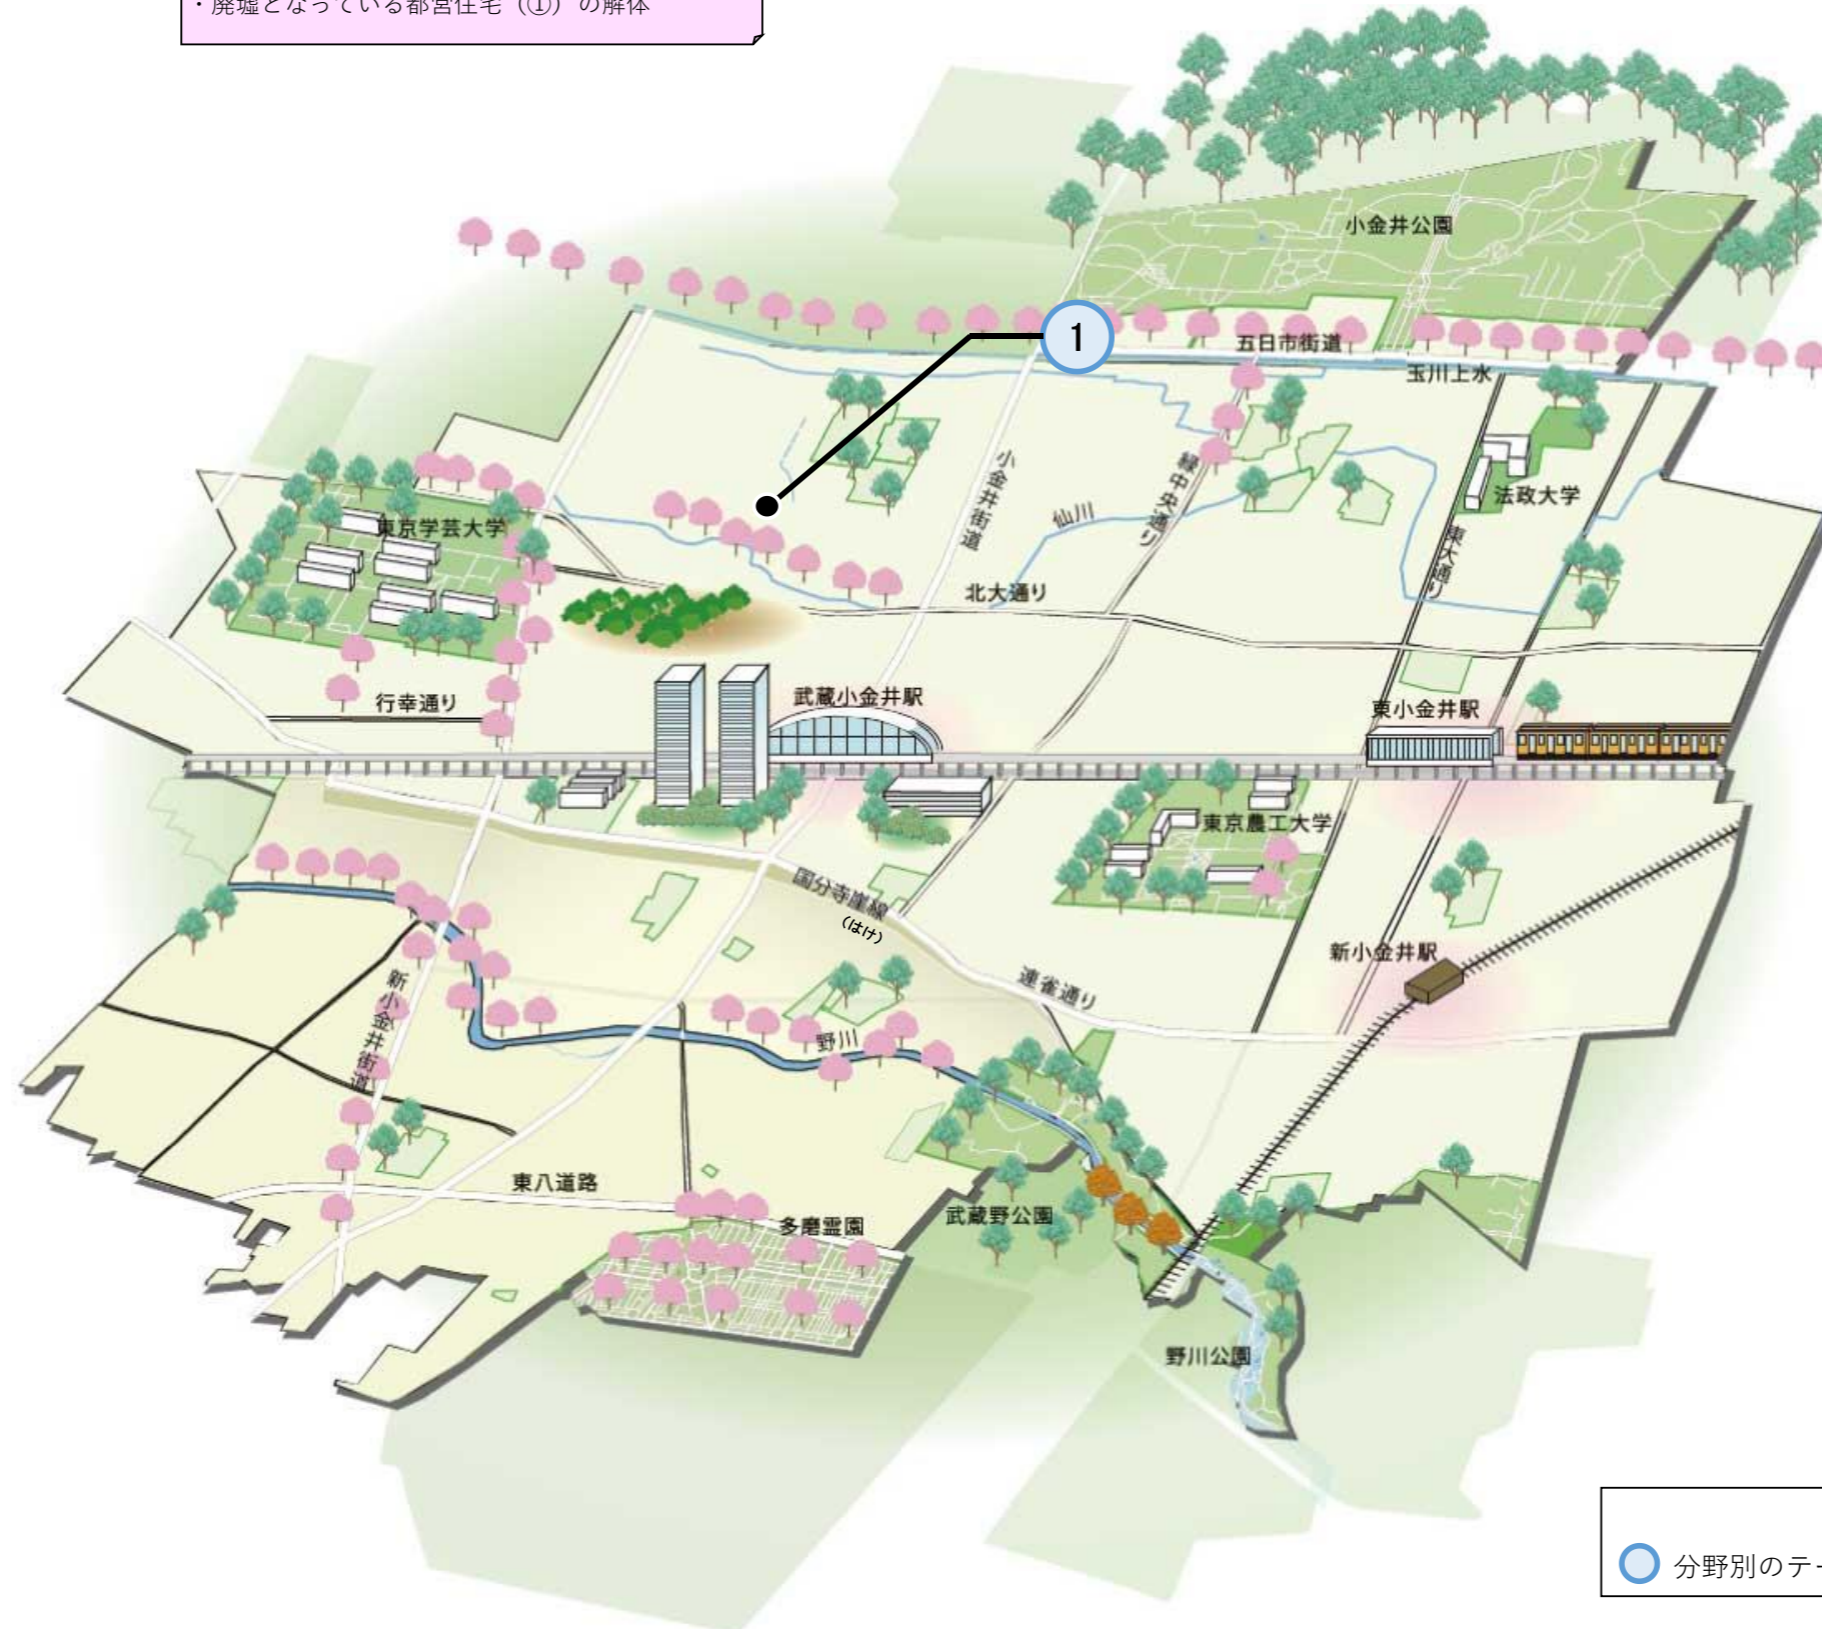 ・廃墟となっている都営住宅（①）の解体
小金井公園
1
五日市街道
玉川上水
小金井街道
緑中央通り
仙川
法政大学
東京学芸大学
東大通り
北大通り
行幸通り
武蔵小金井駅
東小金井駅
東京農工大学
国分寺崖線
（はけ）
新小金井駅
連雀通り
新小金井街道
野川
東八道路
多磨霊園
武蔵野公園
野川公園
分野別のテー